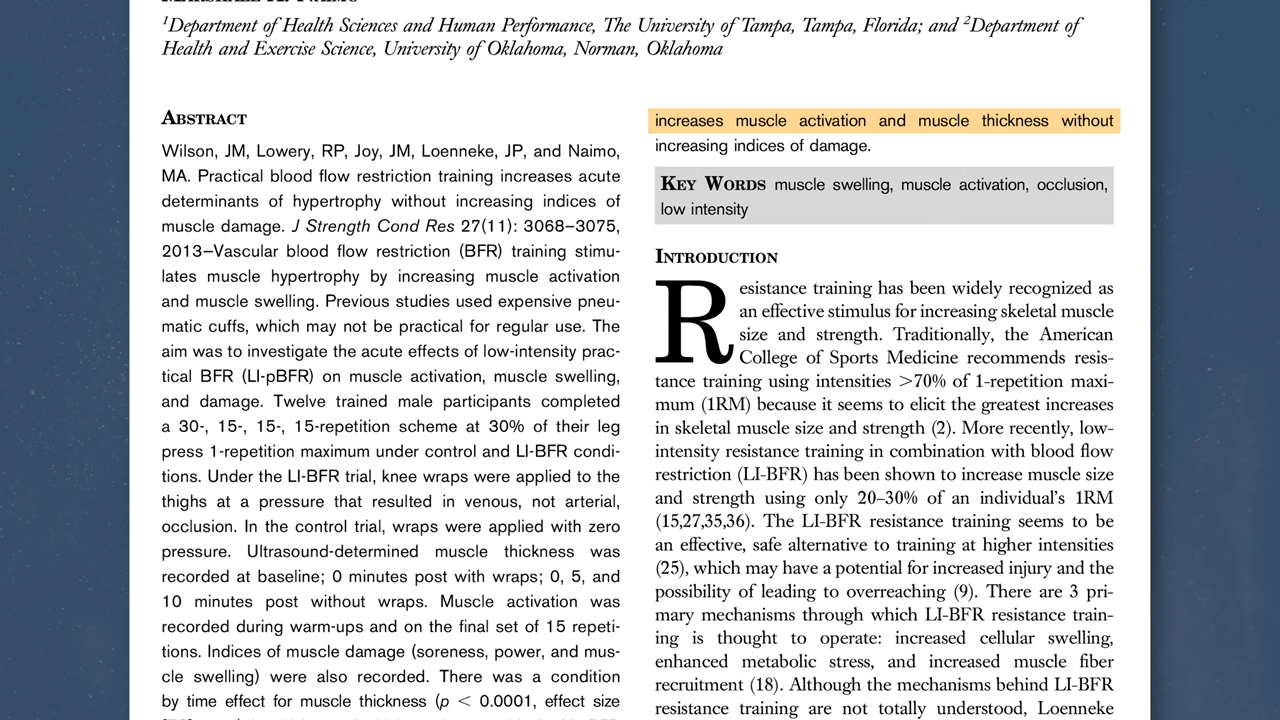 ¹Department of Health Sciences and Human Performance, The University of Tampa, Tampa, Florida; and ²Department of
Health and Exercise Science, University of Oklahoma, Norman, Oklahoma
ABSTRACT
Wilson, JM, Lowery, RP, Joy, JM, Loenneke, JP, and Naimo,
MA. Practical blood flow restriction training increases acute
determinants of hypertrophy without increasing indices of
muscle damage. J Strength Cond Res 27(11): 3068–3075,
2013—Vascular blood flow restriction (BFR) training stimu-
lates muscle hypertrophy by increasing muscle activation
and muscle swelling. Previous studies used expensive pneu-
matic cuffs, which may not be practical for regular use. The
aim was to investigate the acute effects of low-intensity prac-
tical BFR (LI-pBFR) on muscle activation, muscle swelling,
and damage. Twelve trained male participants completed
a 30-, 15-, 15-, 15-repetition scheme at 30% of their leg
press 1-repetition maximum under control and LI-BFR condi-
tions. Under the LI-BFR trial, knee wraps were applied to the
thighs at a pressure that resulted in venous, not arterial,
occlusion. In the control trial, wraps were applied with zero
pressure. Ultrasound-determined muscle thickness was
recorded at baseline; 0 minutes post with wraps; 0, 5, and
10 minutes post without wraps. Muscle activation was
recorded during warm-ups and on the final set of 15 repeti-
tions. Indices of muscle damage (soreness, power, and mus-
cle swelling) were also recorded. There was a condition
by time effect for muscle thickness (p < 0.0001, effect size
increases muscle activation and muscle thickness without
increasing indices of damage.
KEY WORDS muscle swelling, muscle activation, occlusion,
low intensity
INTRODUCTION
Resistance training has been widely recognized as
an effective stimulus for increasing skeletal muscle
size and strength. Traditionally, the American
College of Sports Medicine recommends resis-
tance training using intensities >70% of 1-repetition maxi-
mum (1RM) because it seems to elicit the greatest increases
in skeletal muscle size and strength (2). More recently, low-
intensity resistance training in combination with blood flow
restriction (LI-BFR) has been shown to increase muscle size
and strength using only 20–30% of an individual's 1RM
(15,27,35,36). The LI-BFR resistance training seems to be
an effective, safe alternative to training at higher intensities
(25), which may have a potential for increased injury and the
possibility of leading to overreaching (9). There are 3 pri-
mary mechanisms through which LI-BFR resistance train-
ing is thought to operate: increased cellular swelling,
enhanced metabolic stress, and increased muscle fiber
recruitment (18). Although the mechanisms behind LI-BFR
resistance training are not totally understood, Loenneke